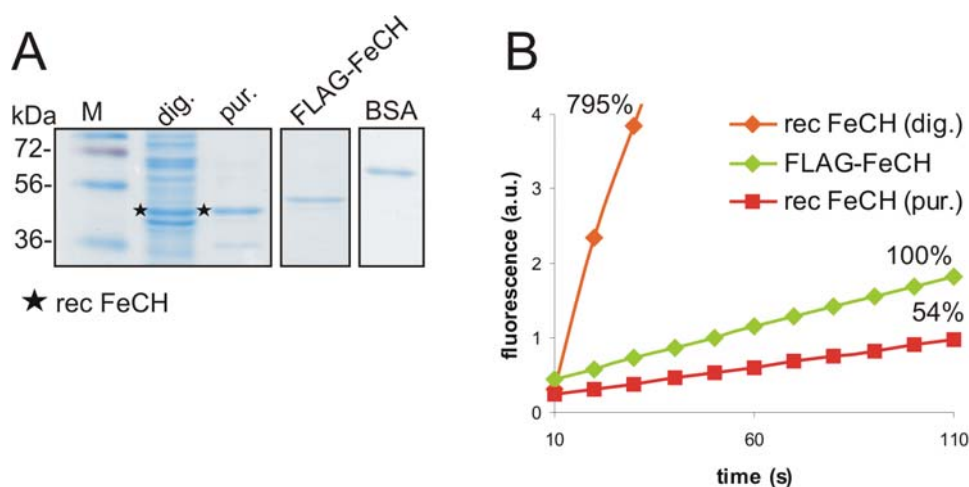 A
kDa
M
dig.
pur.
FLAG-FeCH
BSA
72-
56-
36-
★ ★
★ rec FeCH
B
795%
rec FeCH (dig.)
FLAG-FeCH
rec FeCH (pur.)
100%
54%
fluorescence (a.u.)
4
3
2
1
0
10 60 110
time (s)